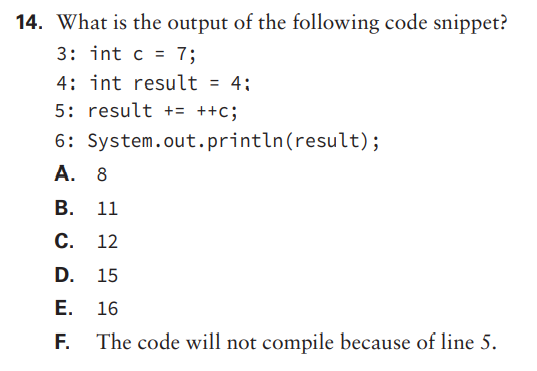 14. What is the output of the following code snippet?
3: int c = 7;
4: int result = 4;
5: result += ++c;
6: System.out.println(result);
A. 8
B. 11
C. 12
D. 15
E. 16
F. The code will not compile because of line 5.